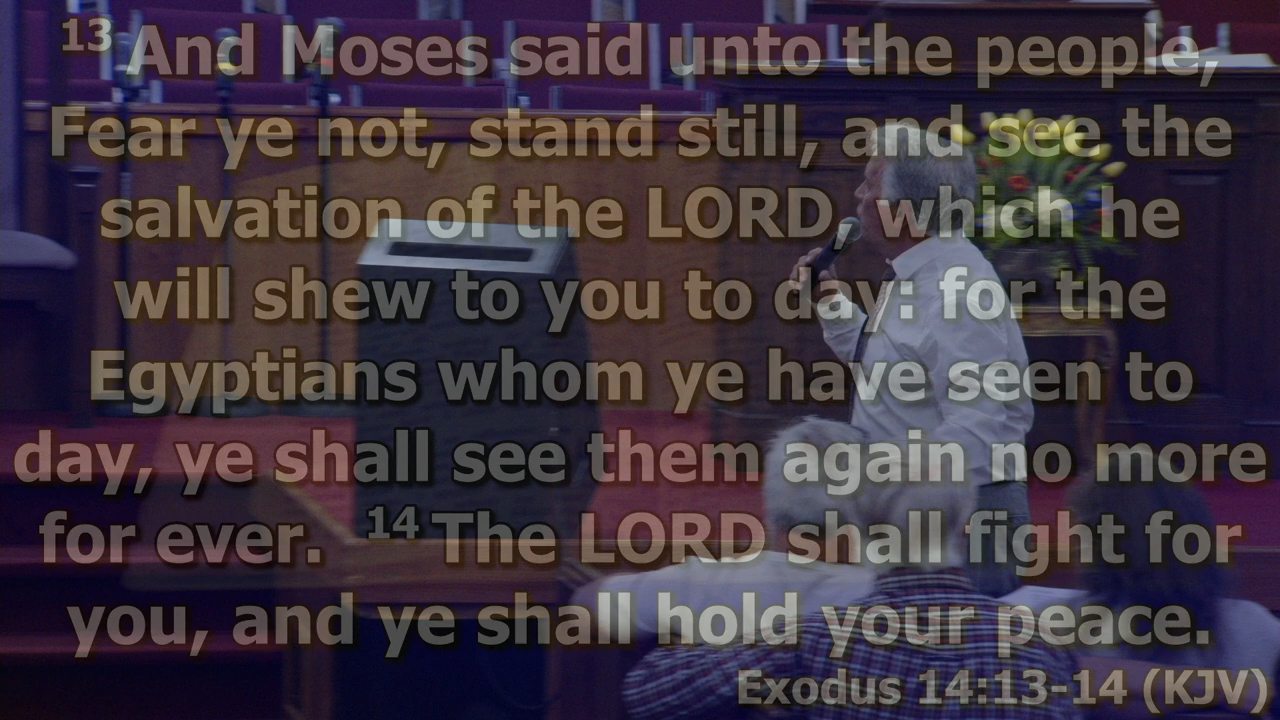 13 And Moses said unto the people,
Fear ye not, stand still, and see the
salvation of the LORD, which he
will shew to you to day: for the
Egyptians whom ye have seen to
day, ye shall see them again no more
for ever. 14 The LORD shall fight for
you, and ye shall hold your peace.
Exodus 14:13-14 (KJV)